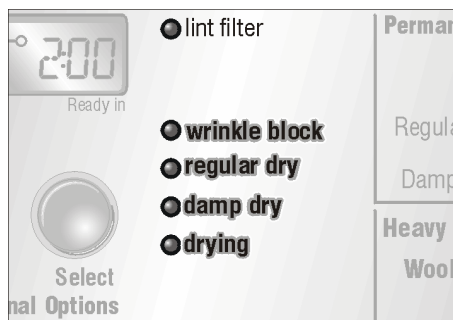 lint filter
2:00
Ready in
wrinkle block
regular dry
damp dry
drying
Select
nal Options
Perma
Regula
Damp
Heavy
Wool